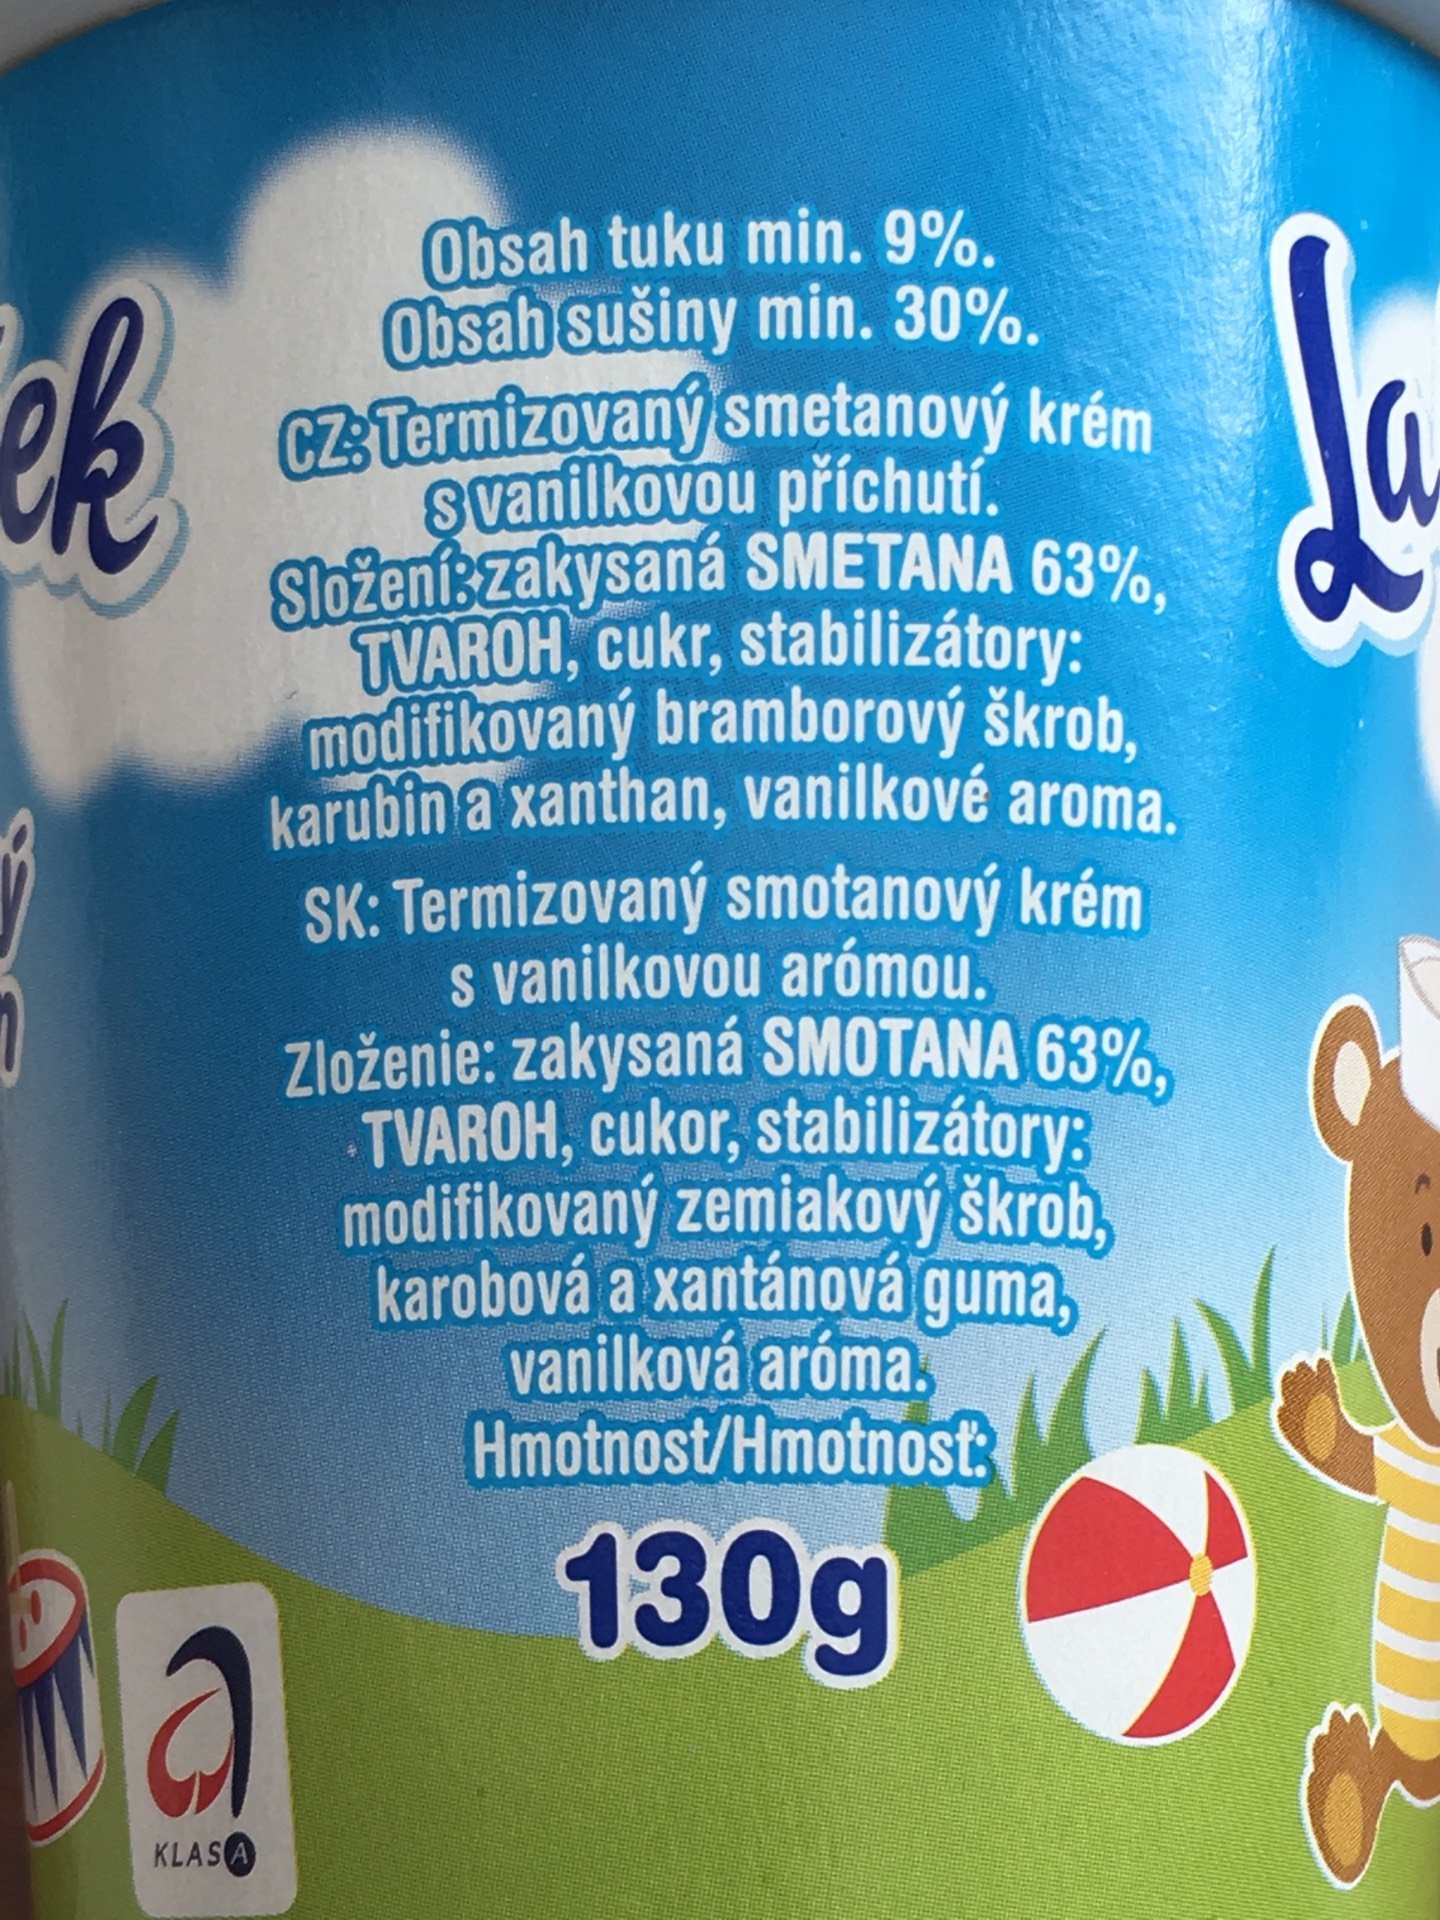 Obsah tuku min. 9%.
Obsah sušiny min. 30%.
CZ: Termizovaný smetanový krém
s vanilkovou příchutí.
Složení: zakysaná SMETANA 63%,
TVAROH, cukr, stabilizátory:
modifikovaný bramborový škrob,
karubin a xanthan, vanilkové aroma.
SK: Termizovaný smotanový krém
s vanilkovou arómou.
Zloženie: zakysaná SMOTANA 63%,
TVAROH, cukor, stabilizátory:
modifikovaný zemiakový škrob,
karobová a xantánová guma,
vanilková aróma.
Hmotnost/Hmotnosť:
130g
KLASA